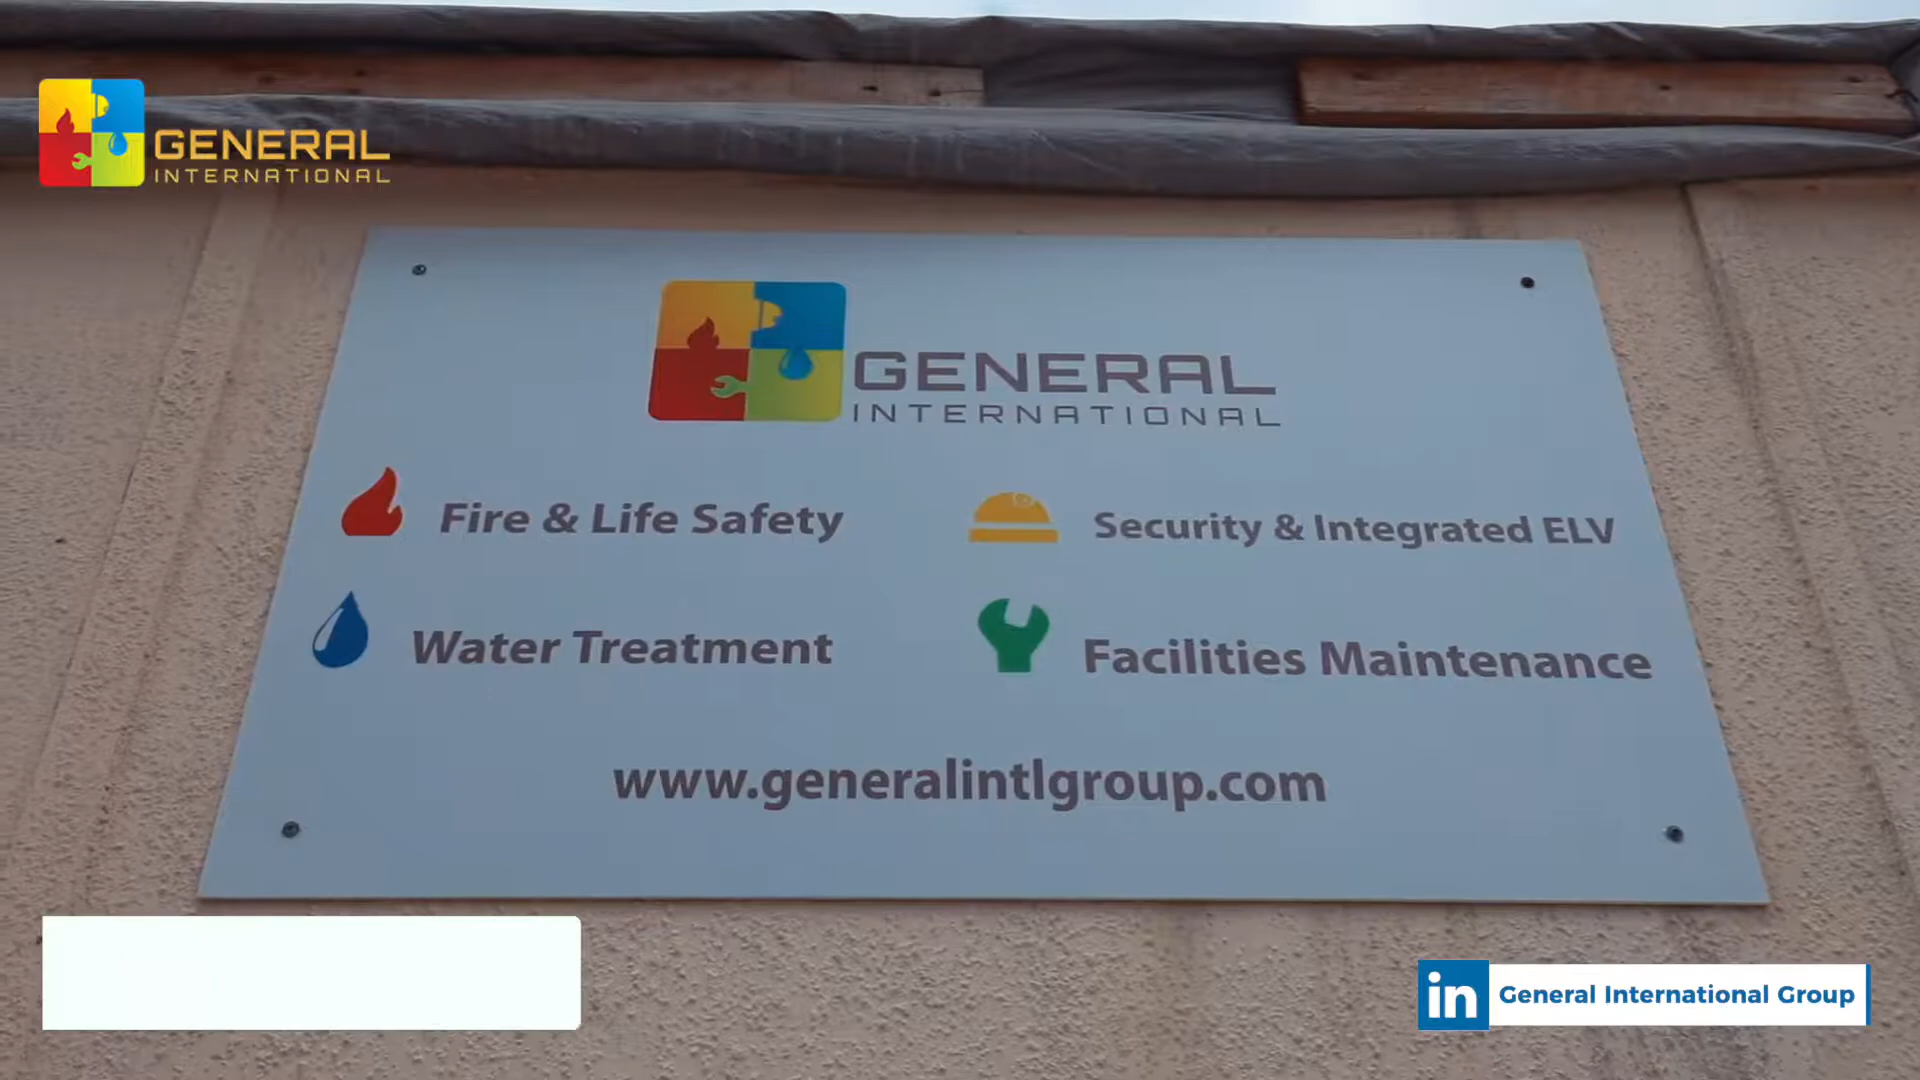 GENERAL
INTERNATIONAL
GENERAL
INTERNATIONAL
Fire & Life Safety
Security & Integrated ELV
Water Treatment
Facilities Maintenance
www.generalintlgroup.com
in General International Group